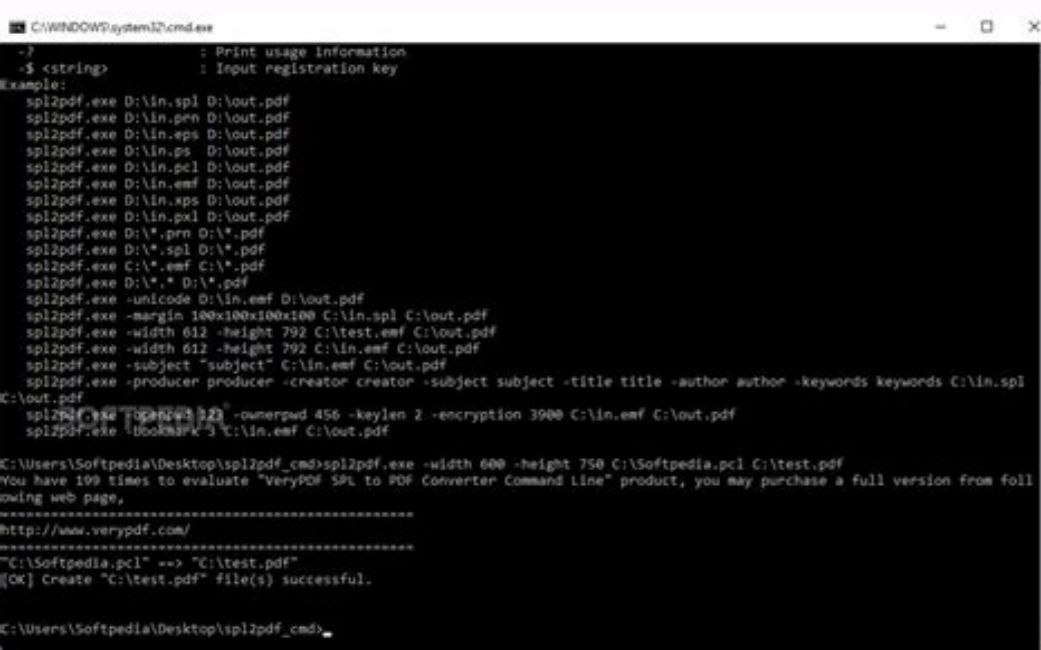 C:\WINDOWS\system32\cmd.exe
-? : Print usage information
-$ <string> : Input registration key
Example:
spl2pdf.exe D:\in.spl D:\out.pdf
spl2pdf.exe D:\in.prn D:\out.pdf
spl2pdf.exe D:\in.eps D:\out.pdf
spl2pdf.exe D:\in.ps D:\out.pdf
spl2pdf.exe D:\in.pcl D:\out.pdf
spl2pdf.exe D:\in.emf D:\out.pdf
spl2pdf.exe D:\in.xps D:\out.pdf
spl2pdf.exe D:\in.pxl D:\out.pdf
spl2pdf.exe D:\*.prn D:\*.pdf
spl2pdf.exe D:\*.spl D:\*.pdf
spl2pdf.exe C:\*.emf C:\*.pdf
spl2pdf.exe D:\*.* D:\*.pdf
spl2pdf.exe -unicode D:\in.emf D:\out.pdf
spl2pdf.exe -margin 100x100x100x100 C:\in.spl C:\out.pdf
spl2pdf.exe -width 612 -height 792 C:\test.emf C:\out.pdf
spl2pdf.exe -width 612 -height 792 C:\in.emf C:\out.pdf
spl2pdf.exe -subject "subject" C:\in.emf C:\out.pdf
spl2pdf.exe -producer producer -creator creator -subject subject -title title -author author -keywords keywords C:\in.spl
C:\out.pdf
spl2pdf.exe -openpwd 123 -ownerpwd 456 -keylen 2 -encryption 3900 C:\in.emf C:\out.pdf
SOFTPEDIA
spl2pdf.exe -bookmark 3 C:\in.emf C:\out.pdf
C:\Users\Softpedia\Desktop\spl2pdf_cmd>spl2pdf.exe -width 600 -height 750 C:\Softpedia.pcl C:\test.pdf
You have 199 times to evaluate "VeryPDF SPL to PDF Converter Command Line" product, you may purchase a full version from foll
owing web page,
http://www.verypdf.com/
"C:\Softpedia.pcl" ==> "C:\test.pdf"
[OK] Create "C:\test.pdf" file(s) successful.
C:\Users\Softpedia\Desktop\spl2pdf_cmd>